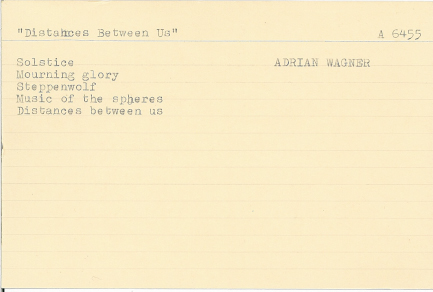 "Distances Between Us" A 6455
Solstice ADRIAN WAGNER
Mourning glory
Steppenwolf
Music of the spheres
Distances between us